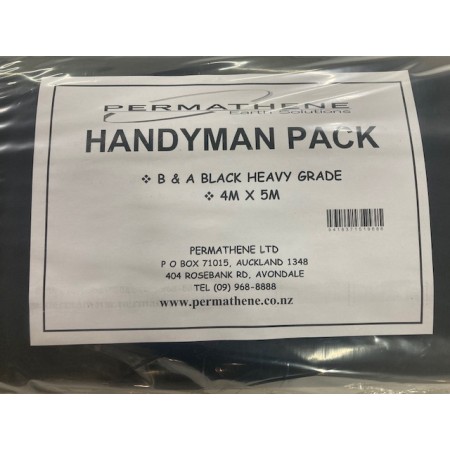 PERMATHENE
Earth Solutions
HANDYMAN PACK
❖ B & A BLACK HEAVY GRADE
❖ 4M X 5M
PERMATHENE LTD
P O BOX 71015, AUCKLAND 1348
404 ROSEBANK RD, AVONDALE
TEL (09) 968-8888
www.permathene.co.nz